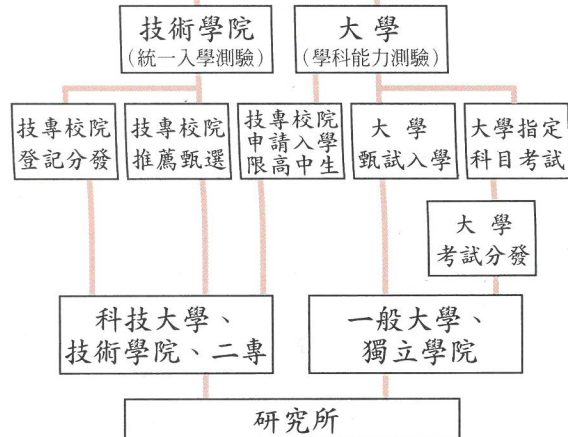 技術學院
(統一入學測驗)
大 學
(學科能力測驗)
技專校院
登記分發
技專校院
推薦甄選
技專校院
申請入學
限高中生
大 學
甄試入學
大學指定
科目考試
大 學
考試分發
科技大學、
技術學院、二專
一般大學、
獨立學院
研究所